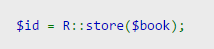 $id = R::store($book);